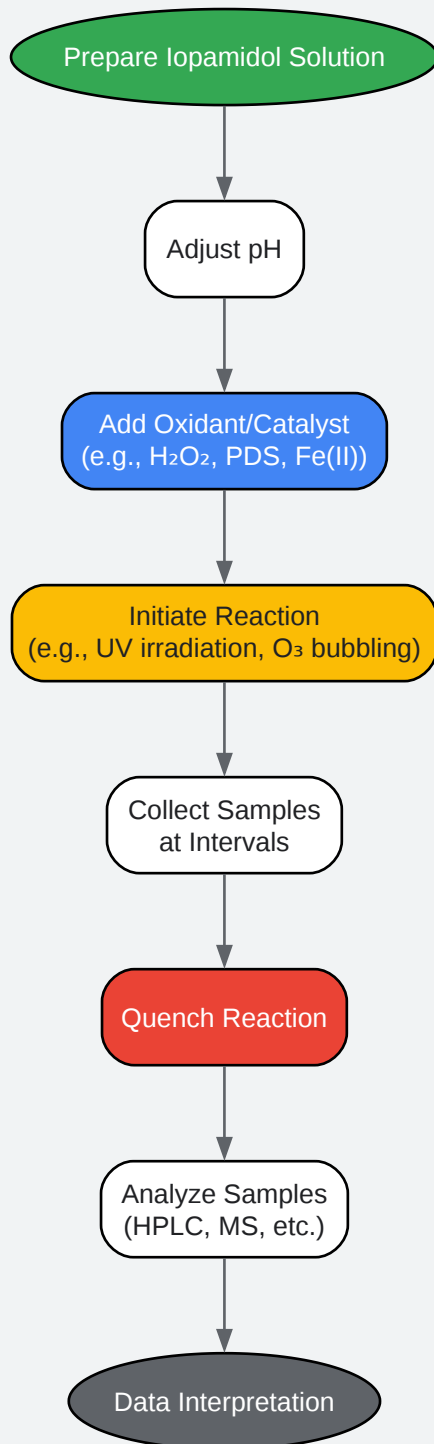 Prepare Iopamidol Solution
Adjust pH
Add Oxidant/Catalyst
(e.g., H₂O₂, PDS, Fe(II))
Initiate Reaction
(e.g., UV irradiation, O₃ bubbling)
Collect Samples
at Intervals
Quench Reaction
Analyze Samples
(HPLC, MS, etc.)
Data Interpretation